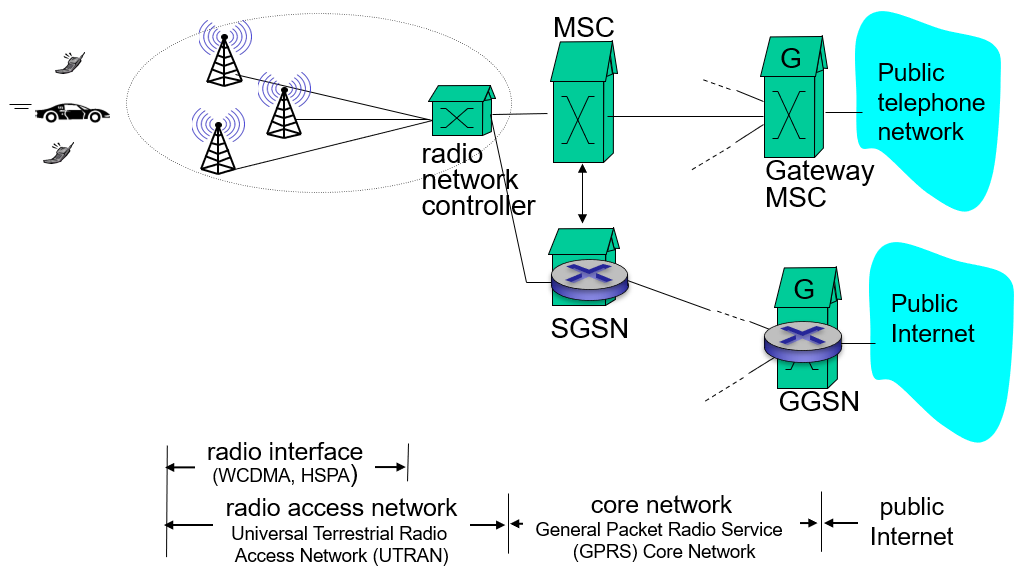 MSC
G
Public
telephone
network
radio
network
controller
Gateway
MSC
SGSN
G
Public
Internet
GGSN
radio interface
(WCDMA, HSPA)
radio access network
Universal Terrestrial Radio
Access Network (UTRAN)
core network
General Packet Radio Service
(GPRS) Core Network
public
Internet